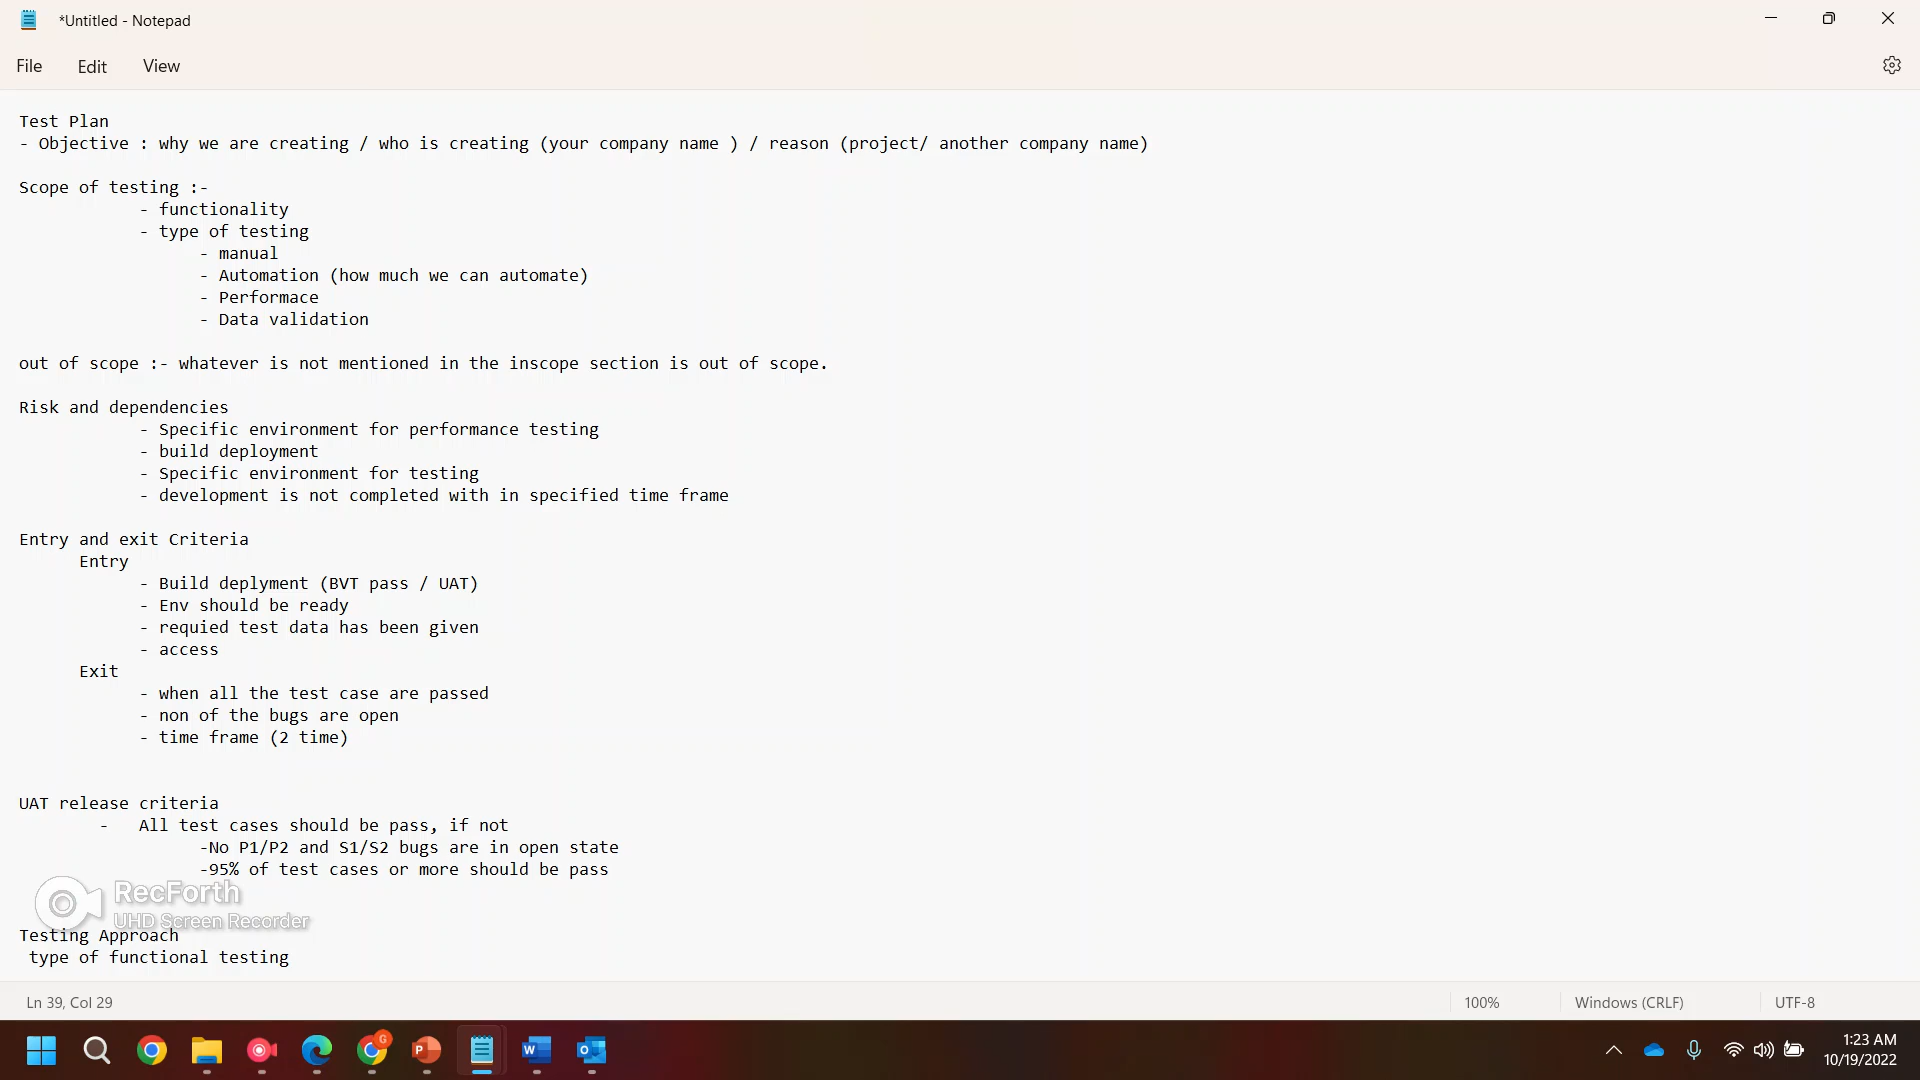 *Untitled - Notepad
File Edit View
Test Plan
- Objective : why we are creating / who is creating (your company name ) / reason (project/ another company name)
Scope of testing :-
- functionality
- type of testing
- manual
- Automation (how much we can automate)
- Performace
- Data validation
out of scope :- whatever is not mentioned in the inscope section is out of scope.
Risk and dependencies
- Specific environment for performance testing
- build deployment
- Specific environment for testing
- development is not completed with in specified time frame
Entry and exit Criteria
Entry
- Build deplyment (BVT pass / UAT)
- Env should be ready
- requied test data has been given
- access
Exit
- when all the test case are passed
- non of the bugs are open
- time frame (2 time)
UAT release criteria
- All test cases should be pass, if not
-No P1/P2 and S1/S2 bugs are in open state
-95% of test cases or more should be pass
RecForth
UHD Screen Recorder
Testing Approach
type of functional testing
Ln 39, Col 29 100% Windows (CRLF) UTF-8
G
P
W
O
1:23 AM
10/19/2022